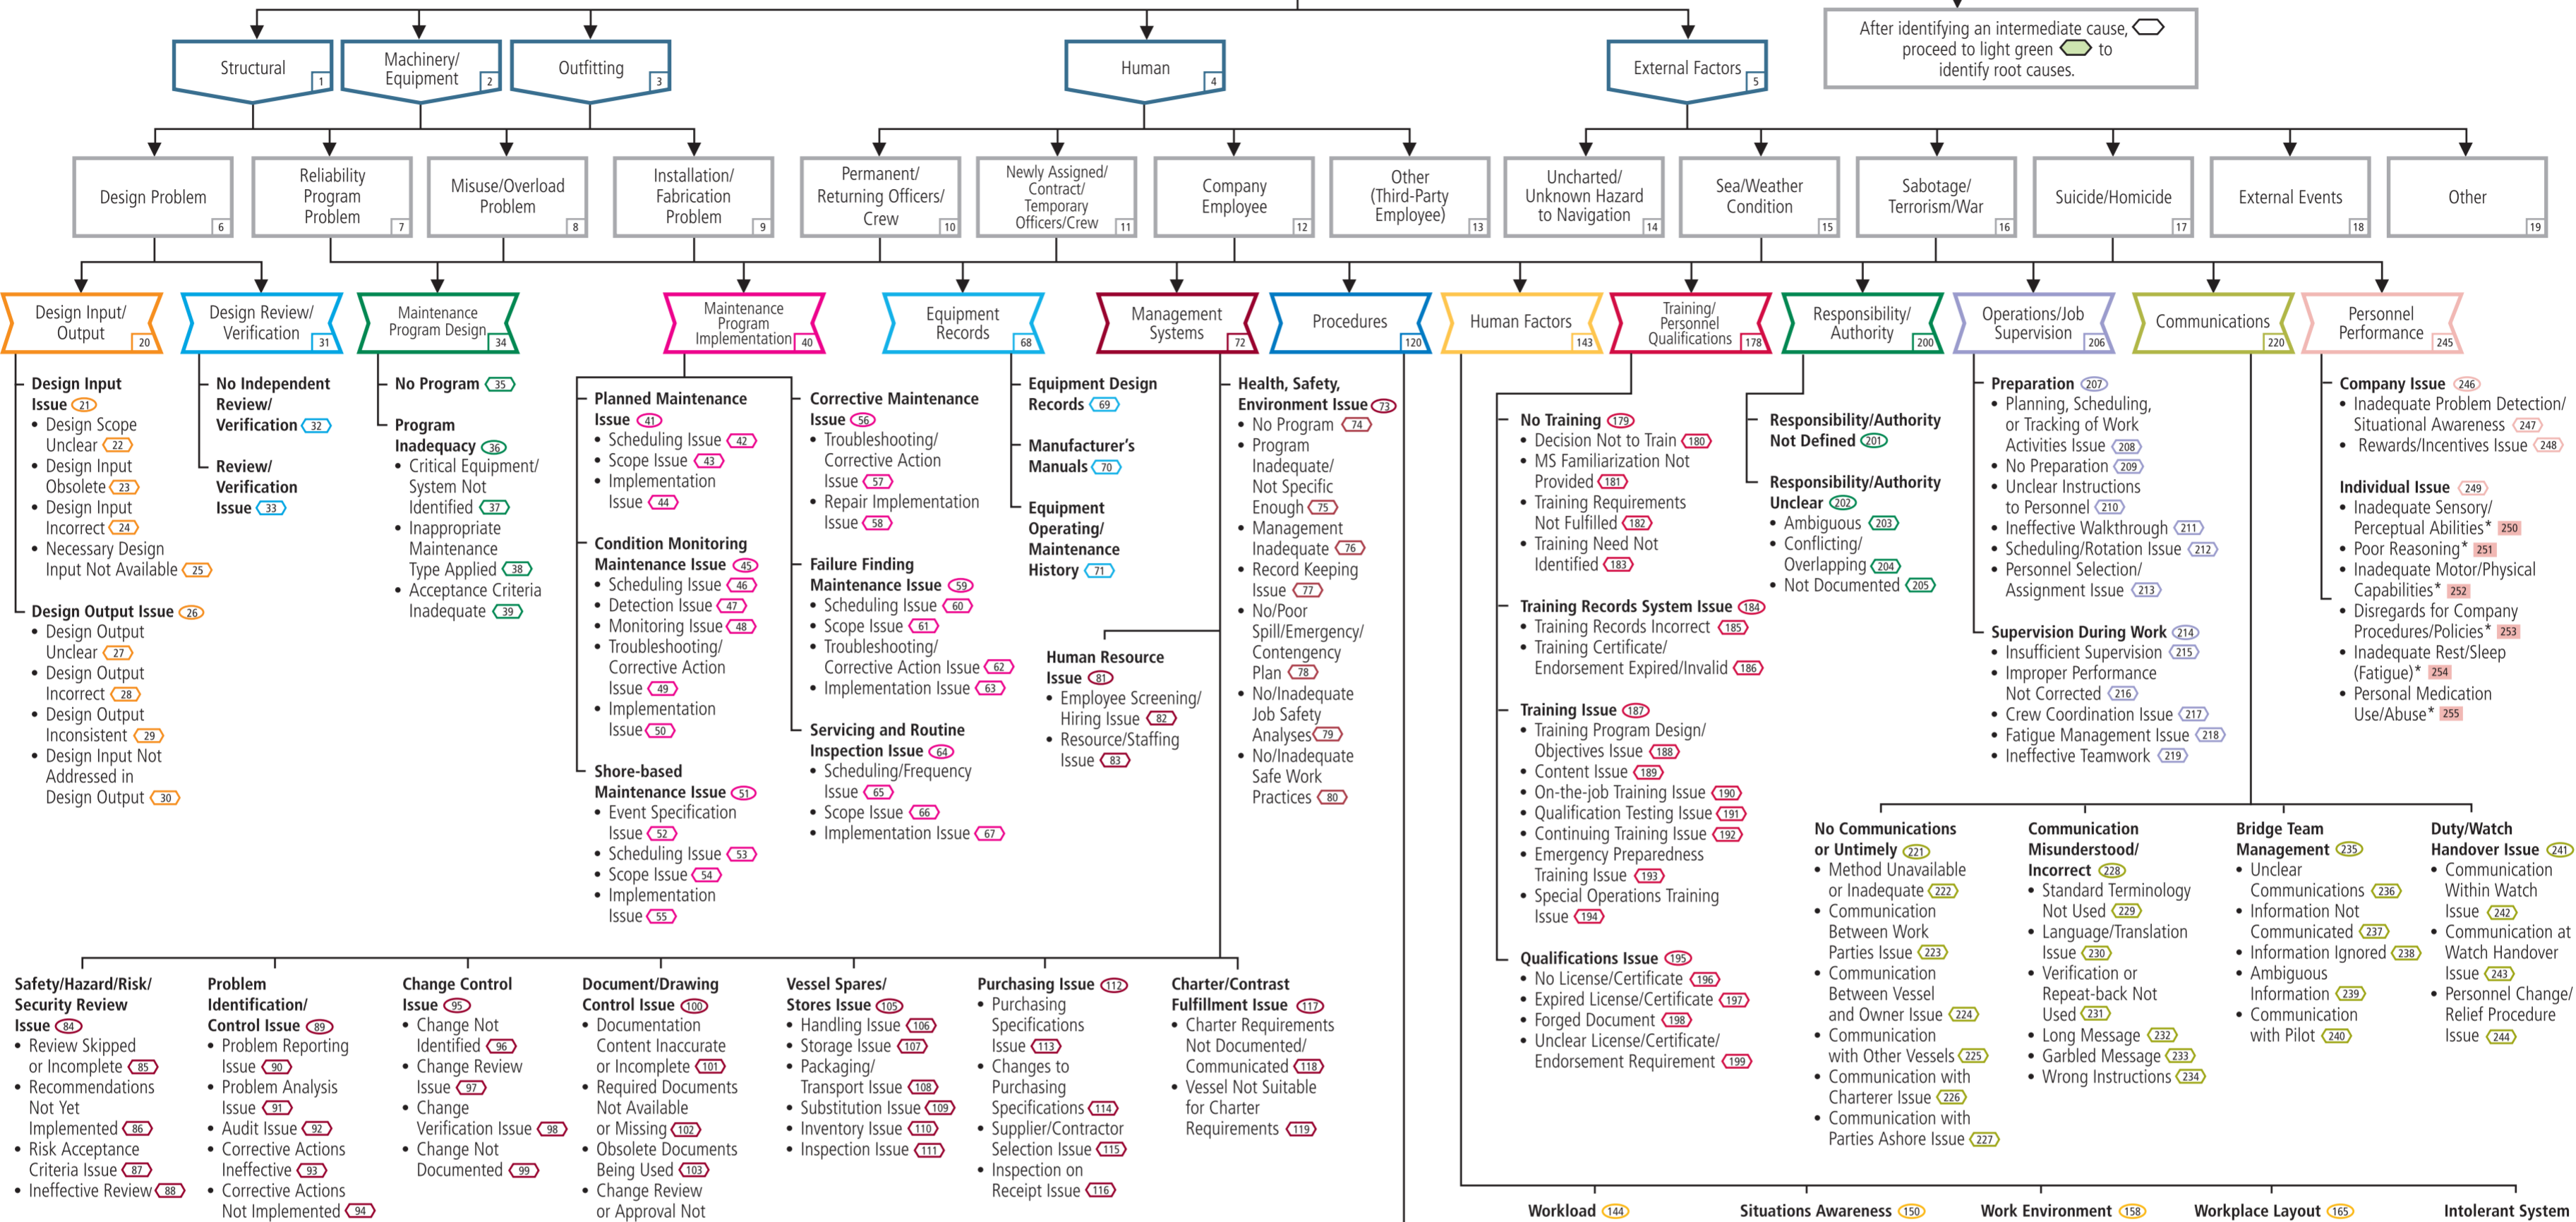 After identifying an intermediate cause,
proceed to light green to
identify root causes.
Structural
1
Machinery/
Equipment
2
Outfitting
3
Human
4
External Factors
5
Design Problem
6
Reliability
Program
Problem
7
Misuse/Overload
Problem
8
Installation/
Fabrication
Problem
9
Permanent/
Returning Officers/
Crew
10
Newly Assigned/
Contract/
Temporary
Officers/Crew
11
Company
Employee
12
Other
(Third-Party
Employee)
13
Uncharted/
Unknown Hazard
to Navigation
14
Sea/Weather
Condition
15
Sabotage/
Terrorism/War
16
Suicide/Homicide
17
External Events
18
Other
19
Design Input/
Output
20
Design Review/
Verification
31
Maintenance
Program Design
34
Maintenance
Program
Implementation
40
Equipment
Records
68
Management
Systems
72
Procedures
120
Human Factors
143
Training/
Personnel
Qualifications
178
Responsibility/
Authority
200
Operations/Job
Supervision
206
Communications
220
Personnel
Performance
245
Design Input
Issue 21
• Design Scope
Unclear 22
• Design Input
Obsolete 23
• Design Input
Incorrect 24
• Necessary Design
Input Not Available 25
Design Output Issue 26
• Design Output
Unclear 27
• Design Output
Incorrect 28
• Design Output
Inconsistent 29
• Design Input Not
Addressed in
Design Output 30
No Independent
Review/
Verification 32
Review/
Verification
Issue 33
No Program 35
Program
Inadequacy 36
• Critical Equipment/
System Not
Identified 37
• Inappropriate
Maintenance
Type Applied 38
• Acceptance Criteria
Inadequate 39
Planned Maintenance
Issue 41
• Scheduling Issue 42
• Scope Issue 43
• Implementation
Issue 44
Condition Monitoring
Maintenance Issue 45
• Scheduling Issue 46
• Detection Issue 47
• Monitoring Issue 48
• Troubleshooting/
Corrective Action
Issue 49
• Implementation
Issue 50
Shore-based
Maintenance Issue 51
• Event Specification
Issue 52
• Scheduling Issue 53
• Scope Issue 54
• Implementation
Issue 55
Corrective Maintenance
Issue 56
• Troubleshooting/
Corrective Action
Issue 57
• Repair Implementation
Issue 58
Failure Finding
Maintenance Issue 59
• Scheduling Issue 60
• Scope Issue 61
• Troubleshooting/
Corrective Action Issue 62
• Implementation Issue 63
Servicing and Routine
Inspection Issue 64
• Scheduling/Frequency
Issue 65
• Scope Issue 66
• Implementation Issue 67
Equipment Design
Records 69
Manufacturer's
Manuals 70
Equipment
Operating/
Maintenance
History 71
Health, Safety,
Environment Issue 73
• No Program 74
• Program
Inadequate/
Not Specific
Enough 75
• Management
Inadequate 76
• Record Keeping
Issue 77
• No/Poor
Spill/Emergency/
Contengency
Plan 78
• No/Inadequate
Job Safety
Analyses 79
• No/Inadequate
Safe Work
Practices 80
Human Resource
Issue 81
• Employee Screening/
Hiring Issue 82
• Resource/Staffing
Issue 83
No Training 179
• Decision Not to Train 180
• MS Familiarization Not
Provided 181
• Training Requirements
Not Fulfilled 182
• Training Need Not
Identified 183
Training Records System Issue 184
• Training Records Incorrect 185
• Training Certificate/
Endorsement Expired/Invalid 186
Training Issue 187
• Training Program Design/
Objectives Issue 188
• Content Issue 189
• On-the-job Training Issue 190
• Qualification Testing Issue 191
• Continuing Training Issue 192
• Emergency Preparedness
Training Issue 193
• Special Operations Training
Issue 194
Qualifications Issue 195
• No License/Certificate 196
• Expired License/Certificate 197
• Forged Document 198
• Unclear License/Certificate/
Endorsement Requirement 199
Responsibility/Authority
Not Defined 201
Responsibility/Authority
Unclear 202
• Ambiguous 203
• Conflicting/
Overlapping 204
• Not Documented 205
Preparation 207
• Planning, Scheduling,
or Tracking of Work
Activities Issue 208
• No Preparation 209
• Unclear Instructions
to Personnel 210
• Ineffective Walkthrough 211
• Scheduling/Rotation Issue 212
• Personnel Selection/
Assignment Issue 213
Supervision During Work 214
• Insufficient Supervision 215
• Improper Performance
Not Corrected 216
• Crew Coordination Issue 217
• Fatigue Management Issue 218
• Ineffective Teamwork 219
Company Issue 246
• Inadequate Problem Detection/
Situational Awareness 247
• Rewards/Incentives Issue 248
Individual Issue 249
• Inadequate Sensory/
Perceptual Abilities* 250
• Poor Reasoning* 251
• Inadequate Motor/Physical
Capabilities* 252
• Disregards for Company
Procedures/Policies* 253
• Inadequate Rest/Sleep
(Fatigue)* 254
• Personal Medication
Use/Abuse* 255
No Communications
or Untimely 221
• Method Unavailable
or Inadequate 222
• Communication
Between Work
Parties Issue 223
• Communication
Between Vessel
and Owner Issue 224
• Communication
with Other Vessels 225
• Communication with
Charterer Issue 226
• Communication with
Parties Ashore Issue 227
Communication
Misunderstood/
Incorrect 228
• Standard Terminology
Not Used 229
• Language/Translation
Issue 230
• Verification or
Repeat-back Not
Used 231
• Long Message 232
• Garbled Message 233
• Wrong Instructions 234
Bridge Team
Management 235
• Unclear
Communications 236
• Information Not
Communicated 237
• Information Ignored 238
• Ambiguous
Information 239
• Communication
with Pilot 240
Duty/Watch
Handover Issue 241
• Communication
Within Watch
Issue 242
• Communication at
Watch Handover
Issue 243
• Personnel Change/
Relief Procedure
Issue 244
Safety/Hazard/Risk/
Security Review
Issue 84
• Review Skipped
or Incomplete 85
• Recommendations
Not Yet
Implemented 86
• Risk Acceptance
Criteria Issue 87
• Ineffective Review 88
Problem
Identification/
Control Issue 89
• Problem Reporting
Issue 90
• Problem Analysis
Issue 91
• Audit Issue 92
• Corrective Actions
Ineffective 93
• Corrective Actions
Not Implemented 94
Change Control
Issue 95
• Change Not
Identified 96
• Change Review
Issue 97
• Change
Verification Issue 98
• Change Not
Documented 99
Document/Drawing
Control Issue 100
• Documentation
Content Inaccurate
or Incomplete 101
• Required Documents
Not Available
or Missing 102
• Obsolete Documents
Being Used 103
• Change Review
or Approval Not
Vessel Spares/
Stores Issue 105
• Handling Issue 106
• Storage Issue 107
• Packaging/
Transport Issue 108
• Substitution Issue 109
• Inventory Issue 110
• Inspection Issue 111
Purchasing Issue 112
• Purchasing
Specifications
Issue 113
• Changes to
Purchasing
Specifications 114
• Supplier/Contractor
Selection Issue 115
• Inspection on
Receipt Issue 116
Charter/Contrast
Fulfillment Issue 117
• Charter Requirements
Not Documented/
Communicated 118
• Vessel Not Suitable
for Charter
Requirements 119
Workload 144
Situations Awareness 150
Work Environment 158
Workplace Layout 165
Intolerant System